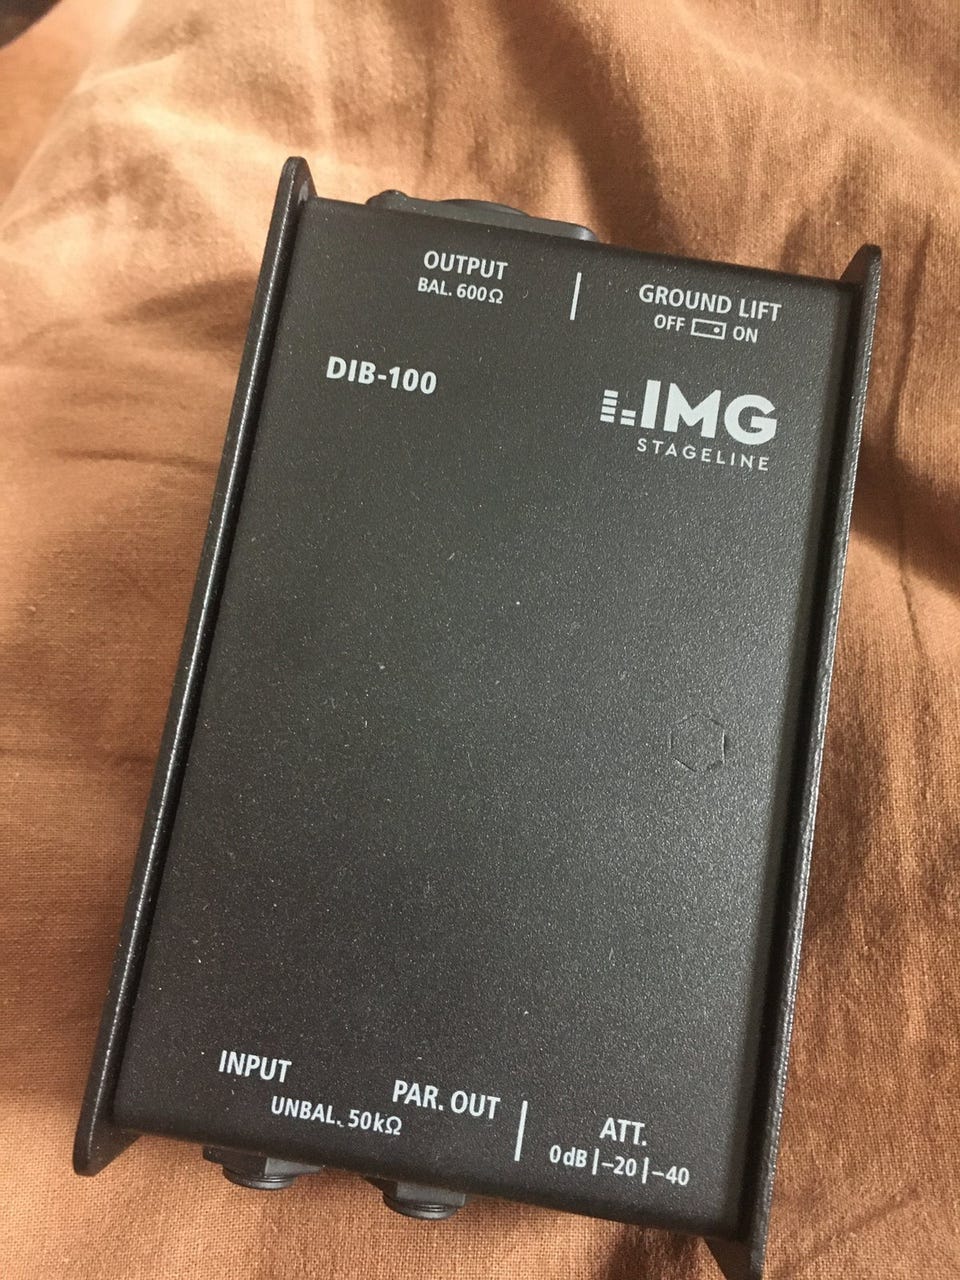 OUTPUT
BAL. 600Ω
GROUND LIFT
OFF ON
DIB-100
IMG
STAGELINE
INPUT
PAR. OUT
UNBAL. 50kΩ
ATT.
0dB|-20|-40